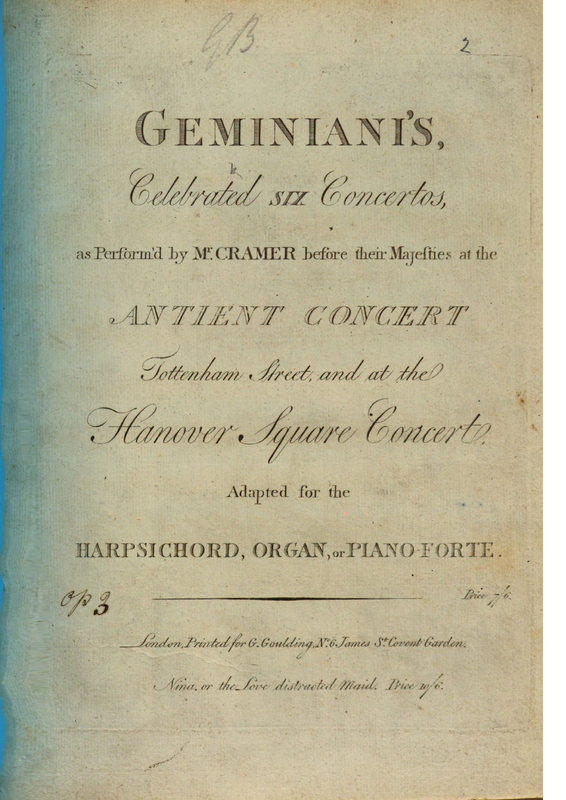 GB
2
GEMINIANI'S,
Celebrated SIX Concertos,
as Perform'd by Mr. CRAMER before their Majesties at the
ANTIENT CONCERT
Tottenham Street, and at the
Hanover Square Concert.
Adapted for the
HARPSICHORD, ORGAN, or PIANO-FORTE.
op 3
Price 7/6.
London, Printed for G. Goulding, No. 6 James St. Covent Garden.
Nina, or the Love distracted Maid. Price 10/6.